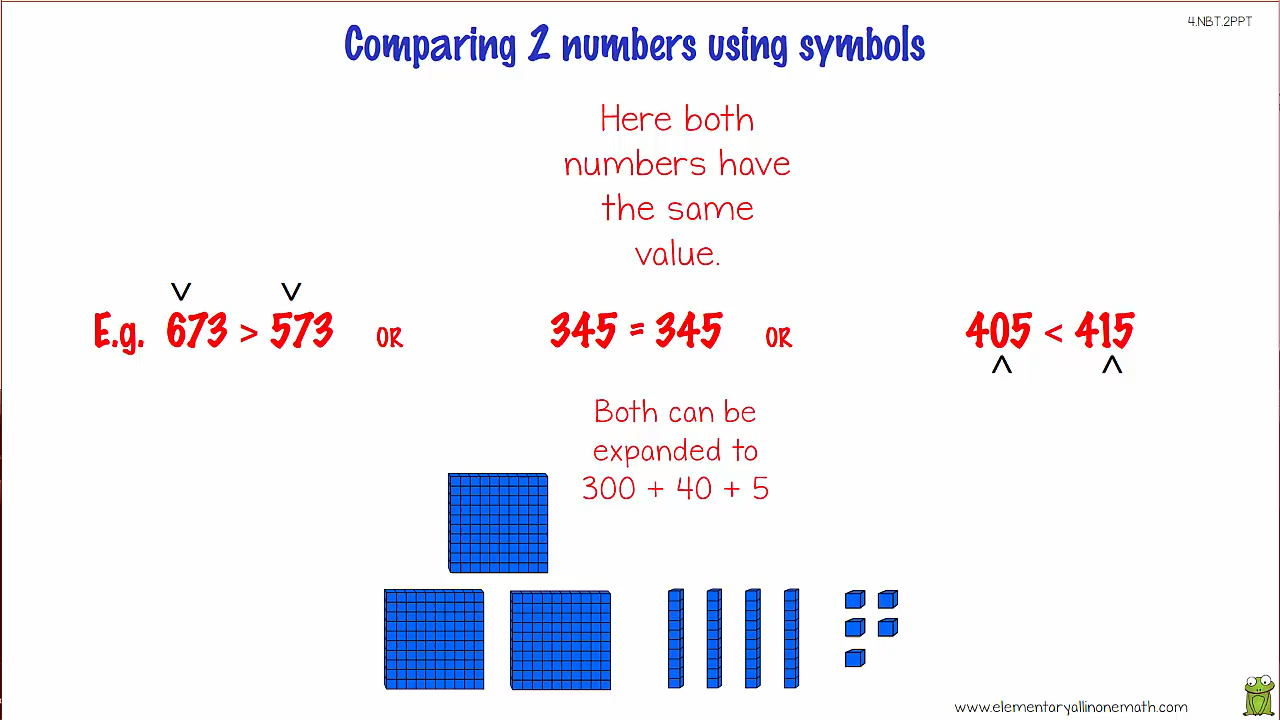 4.NBT.2PPT
Comparing 2 numbers using symbols
Here both
numbers have
the same
value.
E.g. 673 > 573 OR 345 = 345 OR 405 < 415
Both can be
expanded to
300 + 40 + 5
www.elementaryallinonemath.com